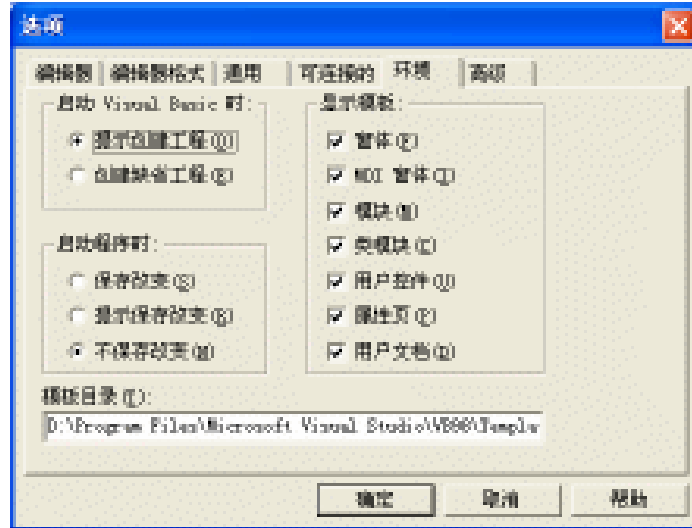 选项
编辑器 编辑器格式 通用 可连接的 环境 高级
启动 Visual Basic 时:
提示创建工程(O)
创建缺省工程(E)
启动程序时:
保存改变(S)
提示保存改变(R)
不保存改变(N)
显示模板:
窗体(F)
MDI 窗体(I)
模块(M)
类模块(C)
用户控件(U)
属性页(P)
用户文档(D)
模板目录(T):
D:\Program Files\Microsoft Visual Studio\VB98\Templa
确定 取消 帮助